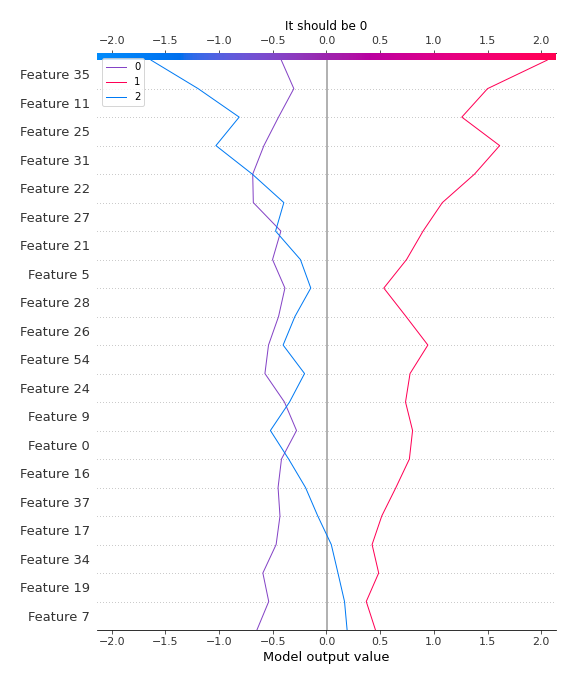 It should be 0
−2.0 −1.5 −1.0 −0.5 0.0 0.5 1.0 1.5 2.0
0
1
2
Feature 35
Feature 11
Feature 25
Feature 31
Feature 22
Feature 27
Feature 21
Feature 5
Feature 28
Feature 26
Feature 54
Feature 24
Feature 9
Feature 0
Feature 16
Feature 37
Feature 17
Feature 34
Feature 19
Feature 7
−2.0 −1.5 −1.0 −0.5 0.0 0.5 1.0 1.5 2.0
Model output value